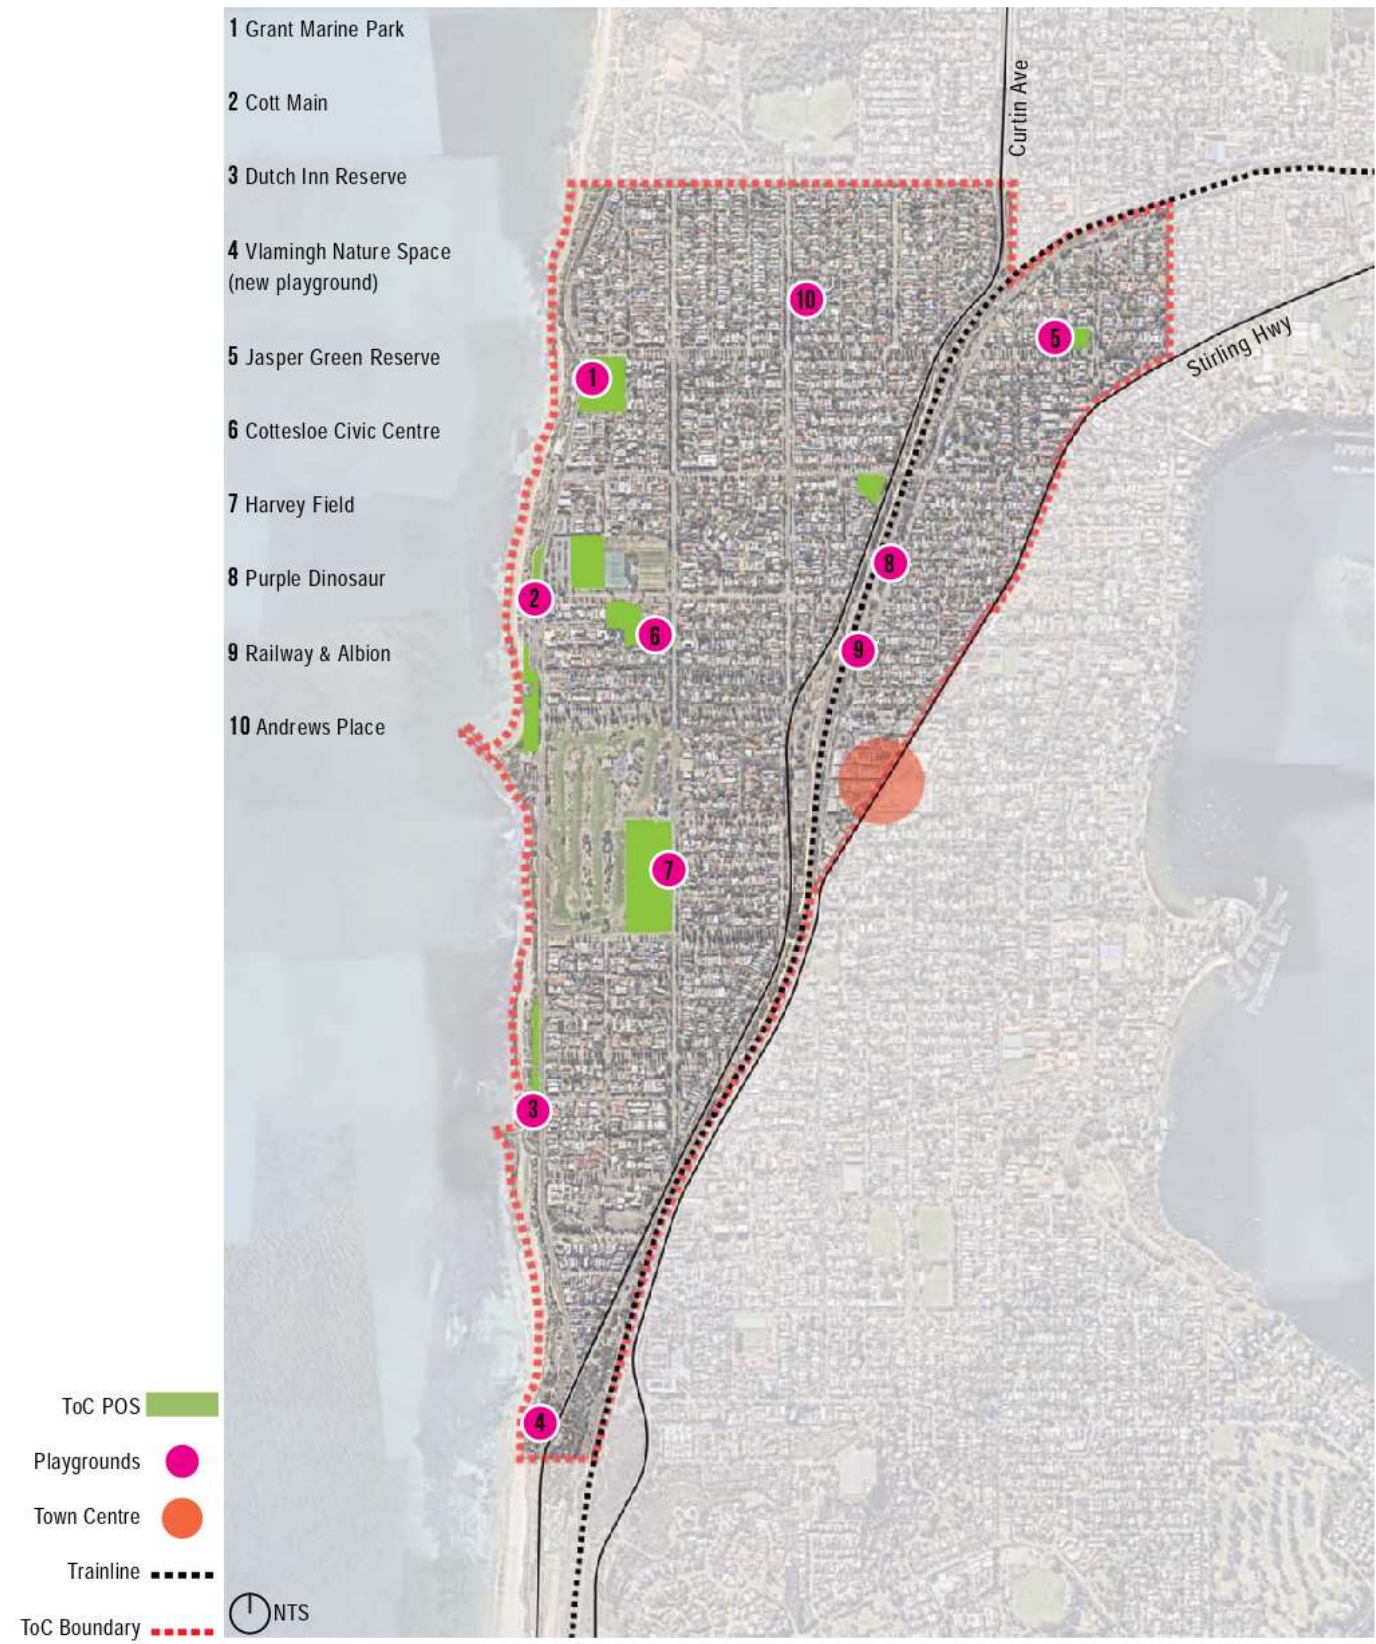 1 Grant Marine Park
2 Cott Main
3 Dutch Inn Reserve
4 Vlamingh Nature Space
(new playground)
5 Jasper Green Reserve
6 Cottesloe Civic Centre
7 Harvey Field
8 Purple Dinosaur
9 Railway & Albion
10 Andrews Place
Curtin Ave
Stirling Hwy
10
5
1
8
2
6
9
7
3
4
ToC POS
Playgrounds
Town Centre
Trainline
ToC Boundary
NTS